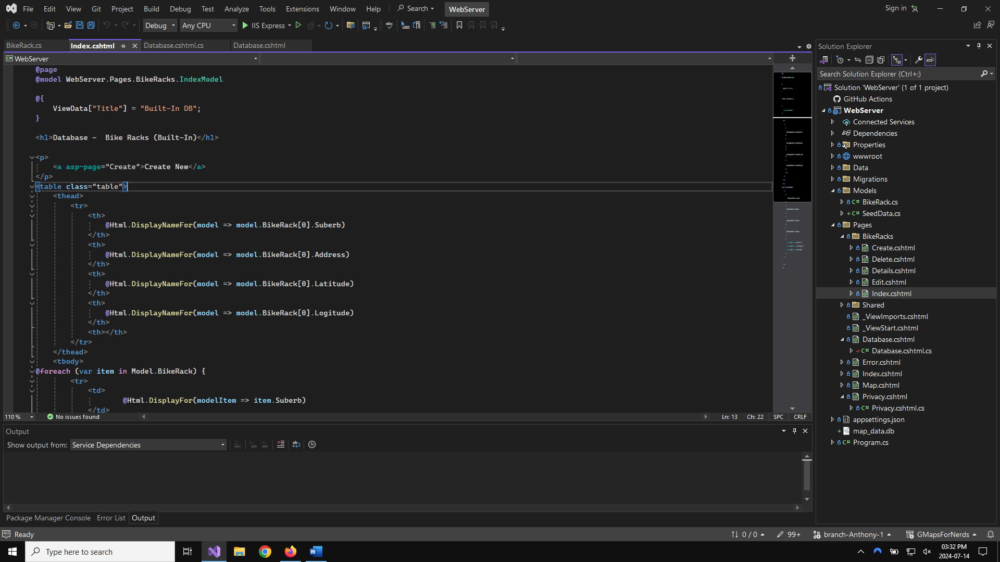 File Edit View Git Project Build Debug Test Analyze Tools Extensions Window Help Search WebServer Sign in
Debug Any CPU IIS Express
BikeRack.cs Index.cshtml Database.cshtml.cs Database.cshtml
WebServer
@page
@model WebServer.Pages.BikeRacks.IndexModel
@{
ViewData["Title"] = "Built-In DB";
}
<h1>Database -  Bike Racks (Built-In)</h1>
<p>
<a asp-page="Create">Create New</a>
</p>
<table class="table">
<thead>
<tr>
<th>
@Html.DisplayNameFor(model => model.BikeRack[0].Suberb)
</th>
<th>
@Html.DisplayNameFor(model => model.BikeRack[0].Address)
</th>
<th>
@Html.DisplayNameFor(model => model.BikeRack[0].Latitude)
</th>
<th>
@Html.DisplayNameFor(model => model.BikeRack[0].Logitude)
</th>
<th></th>
</tr>
</thead>
<tbody>
@foreach (var item in Model.BikeRack) {
<tr>
<td>
@Html.DisplayFor(modelItem => item.Suberb)
</td>
110 % No issues found Ln: 13 Ch: 22 SPC CRLF
Output
Show output from: Service Dependencies
Package Manager Console Error List Output
Solution Explorer
Search Solution Explorer (Ctrl+;)
Solution 'WebServer' (1 of 1 project)
GitHub Actions
WebServer
Connected Services
Dependencies
Properties
wwwroot
Data
Migrations
Models
C# BikeRack.cs
+ C# SeedData.cs
Pages
BikeRacks
Create.cshtml
Delete.cshtml
Details.cshtml
Edit.cshtml
Index.cshtml
Shared
_ViewImports.cshtml
_ViewStart.cshtml
Database.cshtml
C# Database.cshtml.cs
Error.cshtml
Index.cshtml
Map.cshtml
Privacy.cshtml
C# Privacy.cshtml.cs
appsettings.json
+ map_data.db
C# Program.cs
Ready 0 / 0 99+ branch-Anthony-1 GMapsForNerds
Type here to search
03:32 PM
2024-07-14